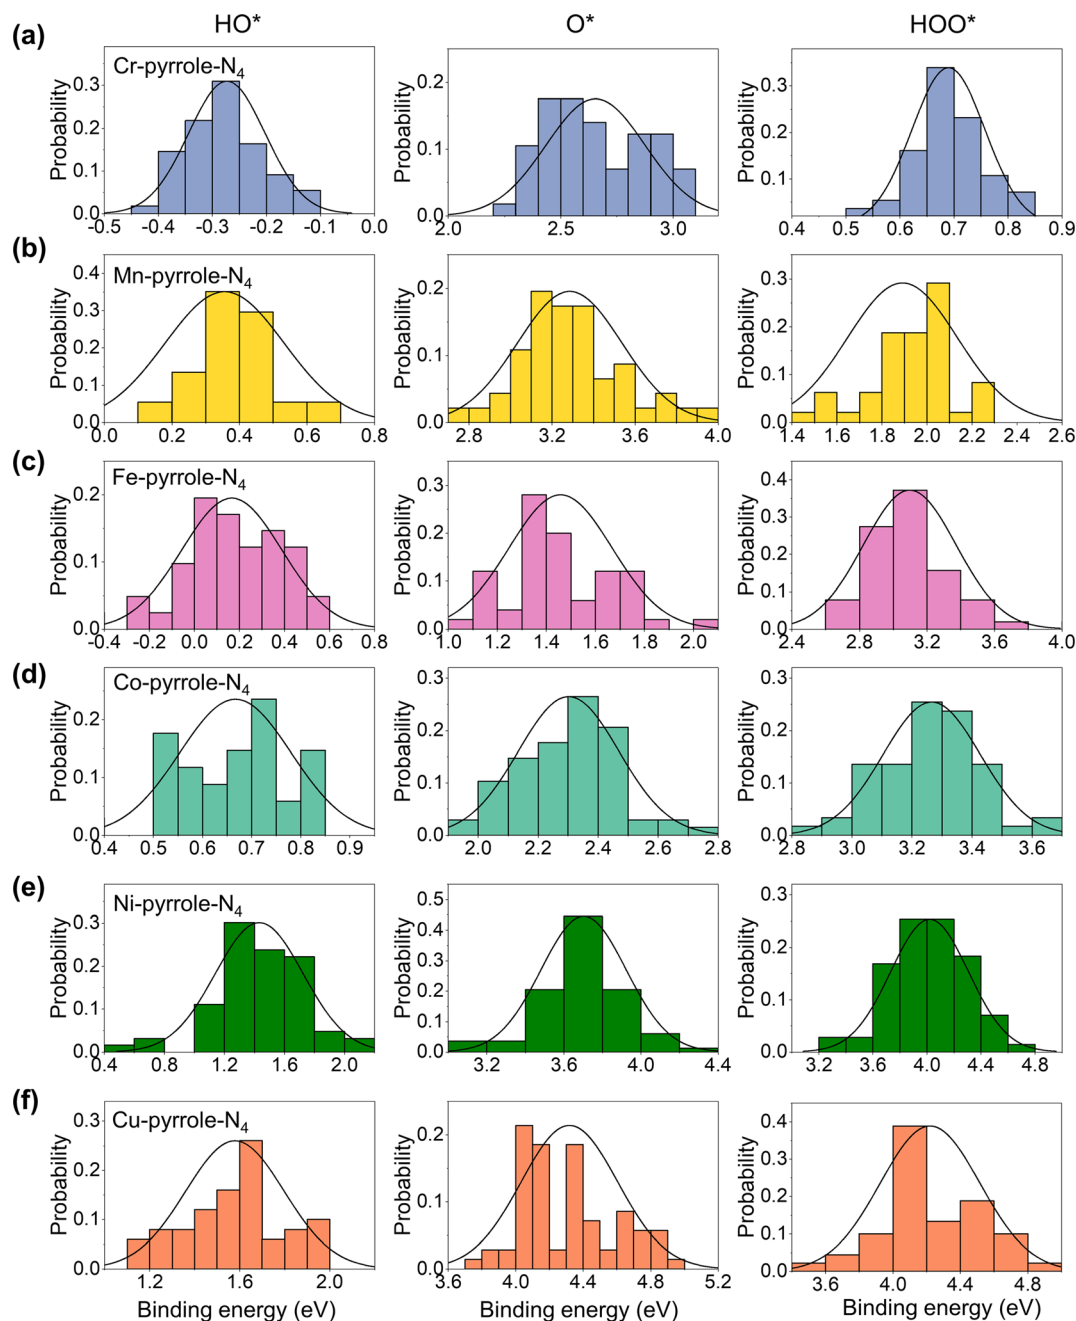 HO* O* HOO*
(a)
Cr-pyrrole-N4
Probability
0.3
0.2
0.1
0.0
-0.5 -0.4 -0.3 -0.2 -0.1 0.0
Probability
0.2
0.1
0.0
2.0 2.5 3.0
Probability
0.3
0.2
0.1
0.4 0.5 0.6 0.7 0.8 0.9
(b)
Mn-pyrrole-N4
Probability
0.4
0.3
0.2
0.1
0.0
0.0 0.2 0.4 0.6 0.8
Probability
0.2
0.1
0.0
2.8 3.2 3.6 4.0
Probability
0.3
0.2
0.1
0.0
1.4 1.6 1.8 2.0 2.2 2.4 2.6
(c)
Fe-pyrrole-N4
Probability
0.2
0.1
0.0
-0.4 -0.2 0.0 0.2 0.4 0.6 0.8
Probability
0.3
0.2
0.1
0.0
1.0 1.2 1.4 1.6 1.8 2.0
Probability
0.4
0.3
0.2
0.1
0.0
2.4 2.8 3.2 3.6 4.0
(d)
Co-pyrrole-N4
Probability
0.2
0.1
0.0
0.4 0.5 0.6 0.7 0.8 0.9
Probability
0.3
0.2
0.1
0.0
2.0 2.2 2.4 2.6 2.8
Probability
0.3
0.2
0.1
0.0
2.8 3.0 3.2 3.4 3.6
(e)
Ni-pyrrole-N4
Probability
0.3
0.2
0.1
0.0
0.4 0.8 1.2 1.6 2.0
Probability
0.5
0.4
0.3
0.2
0.1
0.0
3.2 3.6 4.0 4.4
Probability
0.3
0.2
0.1
0.0
3.2 3.6 4.0 4.4 4.8
(f)
Cu-pyrrole-N4
Probability
0.3
0.2
0.1
0.0
1.2 1.6 2.0
Binding energy (eV)
Probability
0.2
0.1
0.0
3.6 4.0 4.4 4.8 5.2
Binding energy (eV)
Probability
0.4
0.3
0.2
0.1
0.0
3.6 4.0 4.4 4.8
Binding energy (eV)